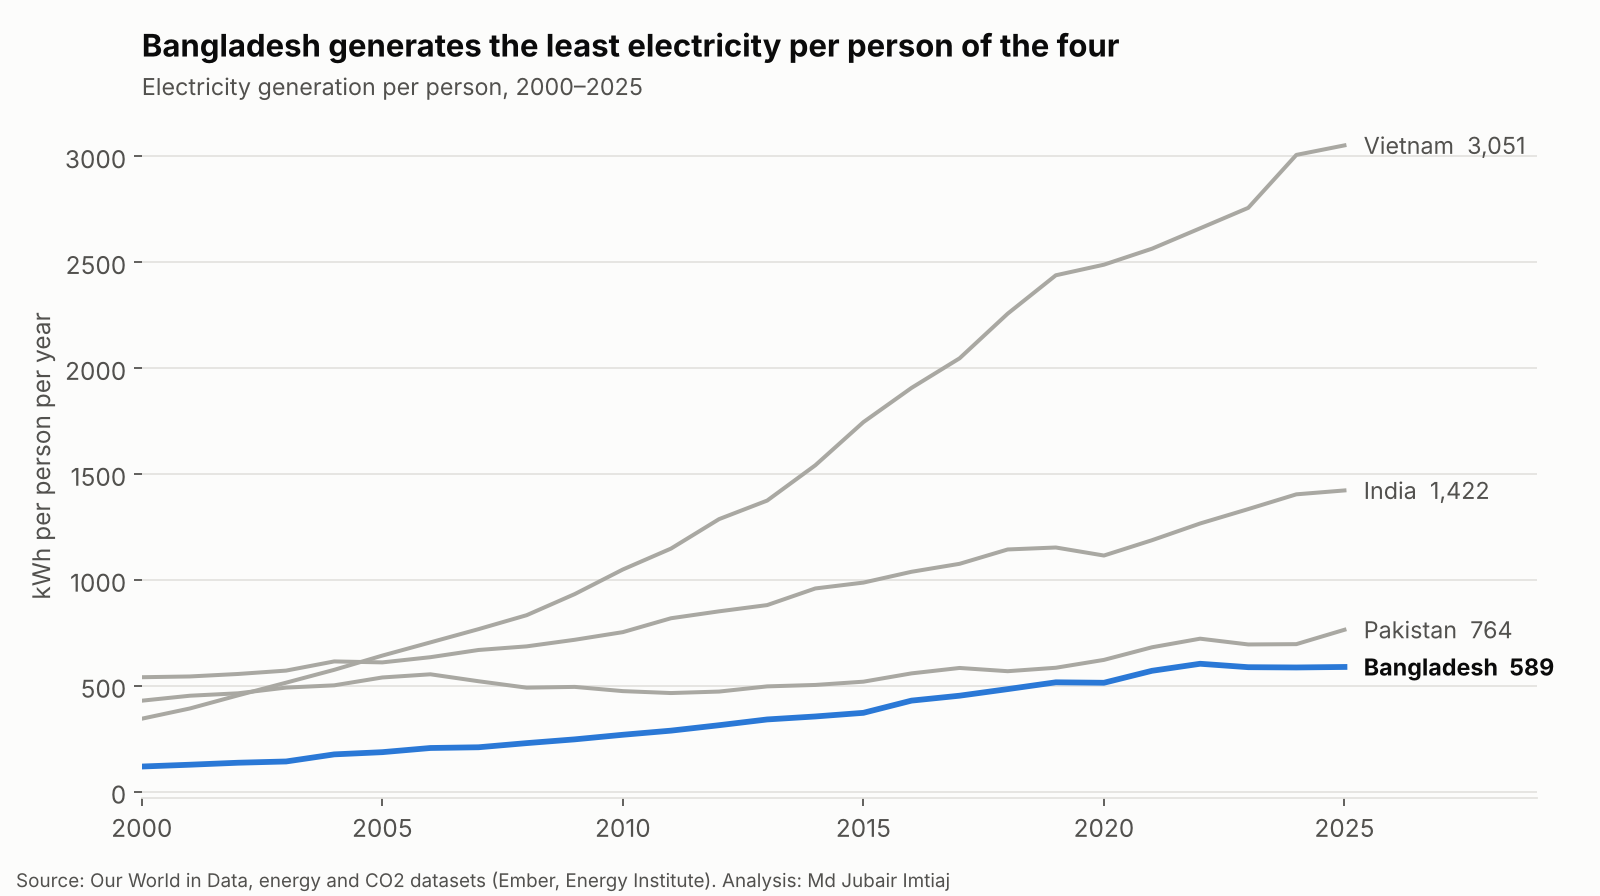 Bangladesh generates the least electricity per person of the four
Electricity generation per person, 2000–2025
kWh per person per year
3000
2500
2000
1500
1000
500
0
Vietnam 3,051
India 1,422
Pakistan 764
Bangladesh 589
2000 2005 2010 2015 2020 2025
Source: Our World in Data, energy and CO2 datasets (Ember, Energy Institute). Analysis: Md Jubair Imtiaj